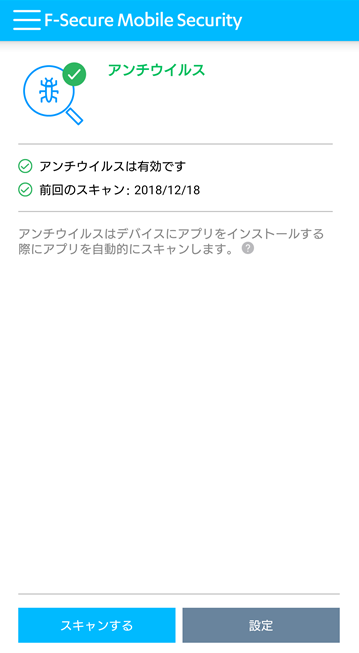 F-Secure Mobile Security
アンチウイルス
アンチウイルスは有効です
前回のスキャン: 2018/12/18
アンチウイルスはデバイスにアプリをインストールする
際にアプリを自動的にスキャンします。 ?
スキャンする
設定